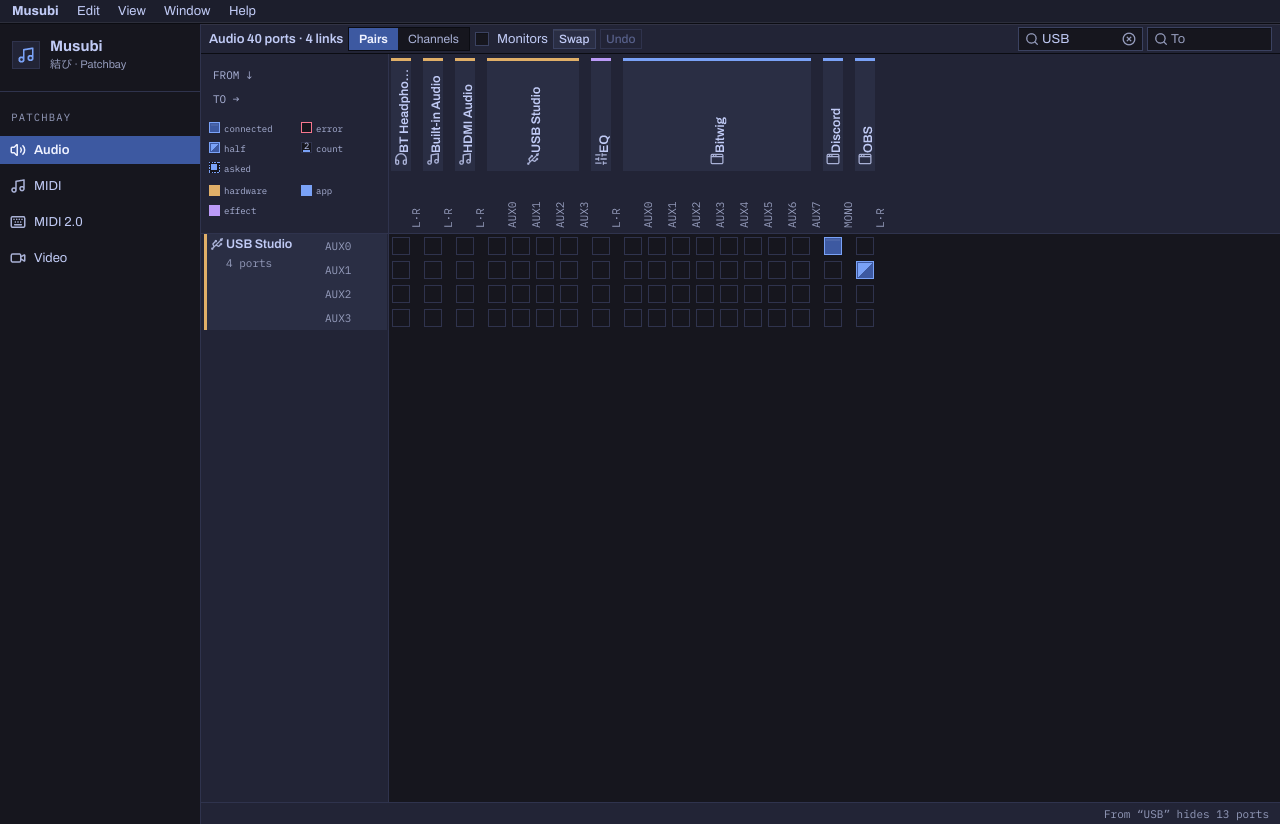 Musubi Edit View Window Help
Musubi
結び · Patchbay
PATCHBAY
Audio
MIDI
MIDI 2.0
Video
Audio 40 ports · 4 links Pairs Channels Monitors Swap Undo USB To
FROM ↓
TO →
connected error
half 2 count
asked
hardware app
effect
BT Headpho… Built-in Audio HDMI Audio USB Studio EQ Bitwig Discord OBS
L·R L·R L·R AUX0 AUX1 AUX2 AUX3 L·R AUX0 AUX1 AUX2 AUX3 AUX4 AUX5 AUX6 AUX7 MONO L·R
USB Studio AUX0
4 ports
AUX1
AUX2
AUX3
From “USB” hides 13 ports